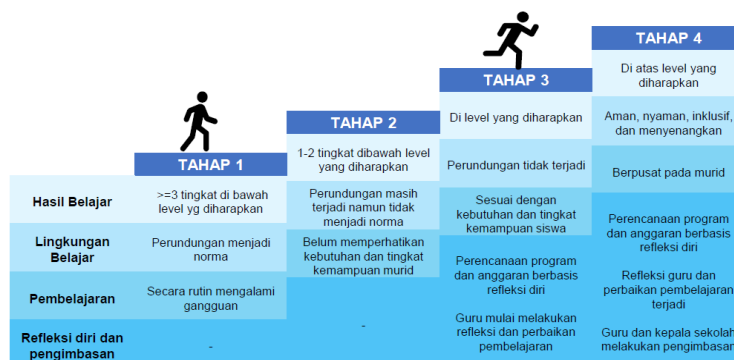 TAHAP 1
TAHAP 2
TAHAP 3
TAHAP 4
Hasil Belajar
>=3 tingkat di bawah
level yg diharapkan
1-2 tingkat dibawah level
yang diharapkan
Di level yang diharapkan
Di atas level yang
diharapkan
Lingkungan
Belajar
Perundungan menjadi
norma
Perundungan masih
terjadi namun tidak
menjadi norma
Perundungan tidak terjadi
Aman, nyaman, inklusif,
dan menyenangkan
Pembelajaran
Secara rutin mengalami
gangguan
Belum memperhatikan
kebutuhan dan tingkat
kemampuan murid
Sesuai dengan
kebutuhan dan tingkat
kemampuan siswa
Berpusat pada murid
Refleksi diri dan
pengimbasan
-
-
Perencanaan program
dan anggaran berbasis
refleksi diri
Guru mulai melakukan
refleksi dan perbaikan
pembelajaran
Perencanaan program
dan anggaran berbasis
refleksi diri
Refleksi guru dan
perbaikan pembelajaran
terjadi
Guru dan kepala sekolah
melakukan pengimbasan